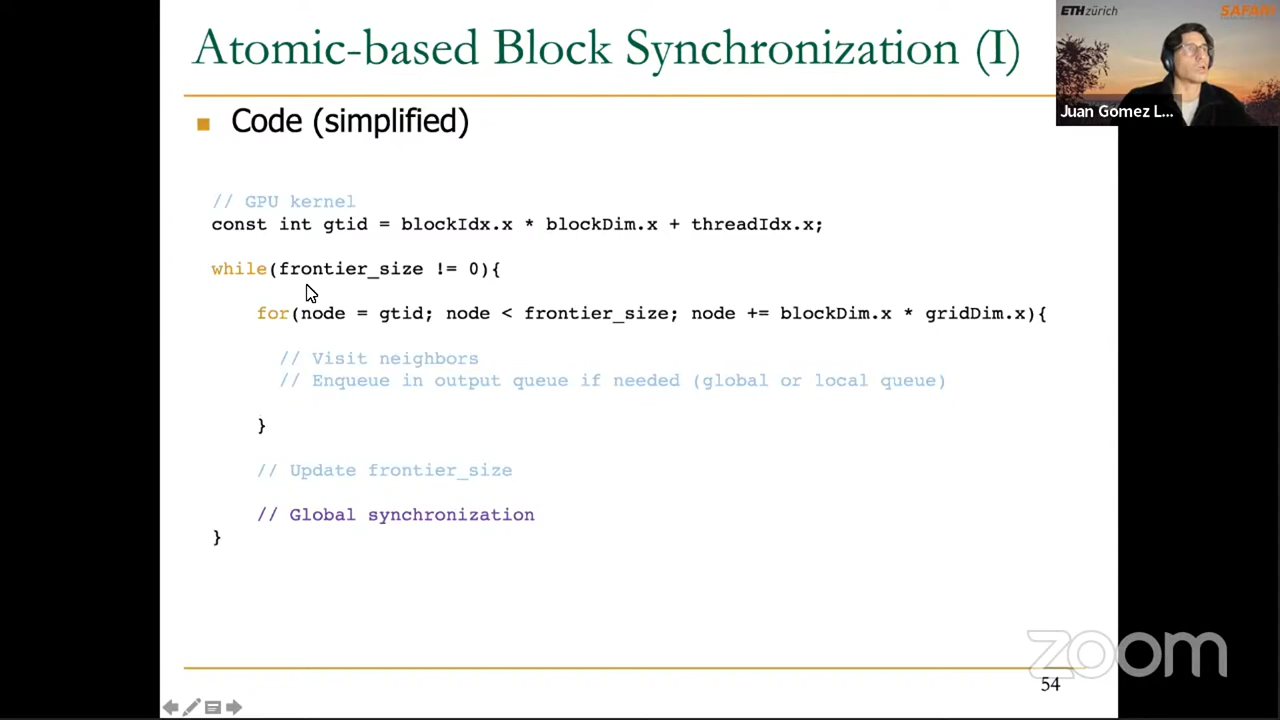 Atomic-based Block Synchronization (I)
ETHzürich
SAFARI
Juan Gomez L...
Code (simplified)
// GPU kernel
const int gtid = blockIdx.x * blockDim.x + threadIdx.x;
while(frontier_size != 0){
for(node = gtid; node < frontier_size; node += blockDim.x * gridDim.x){
// Visit neighbors
// Enqueue in output queue if needed (global or local queue)
}
// Update frontier_size
// Global synchronization
}
zoom
54